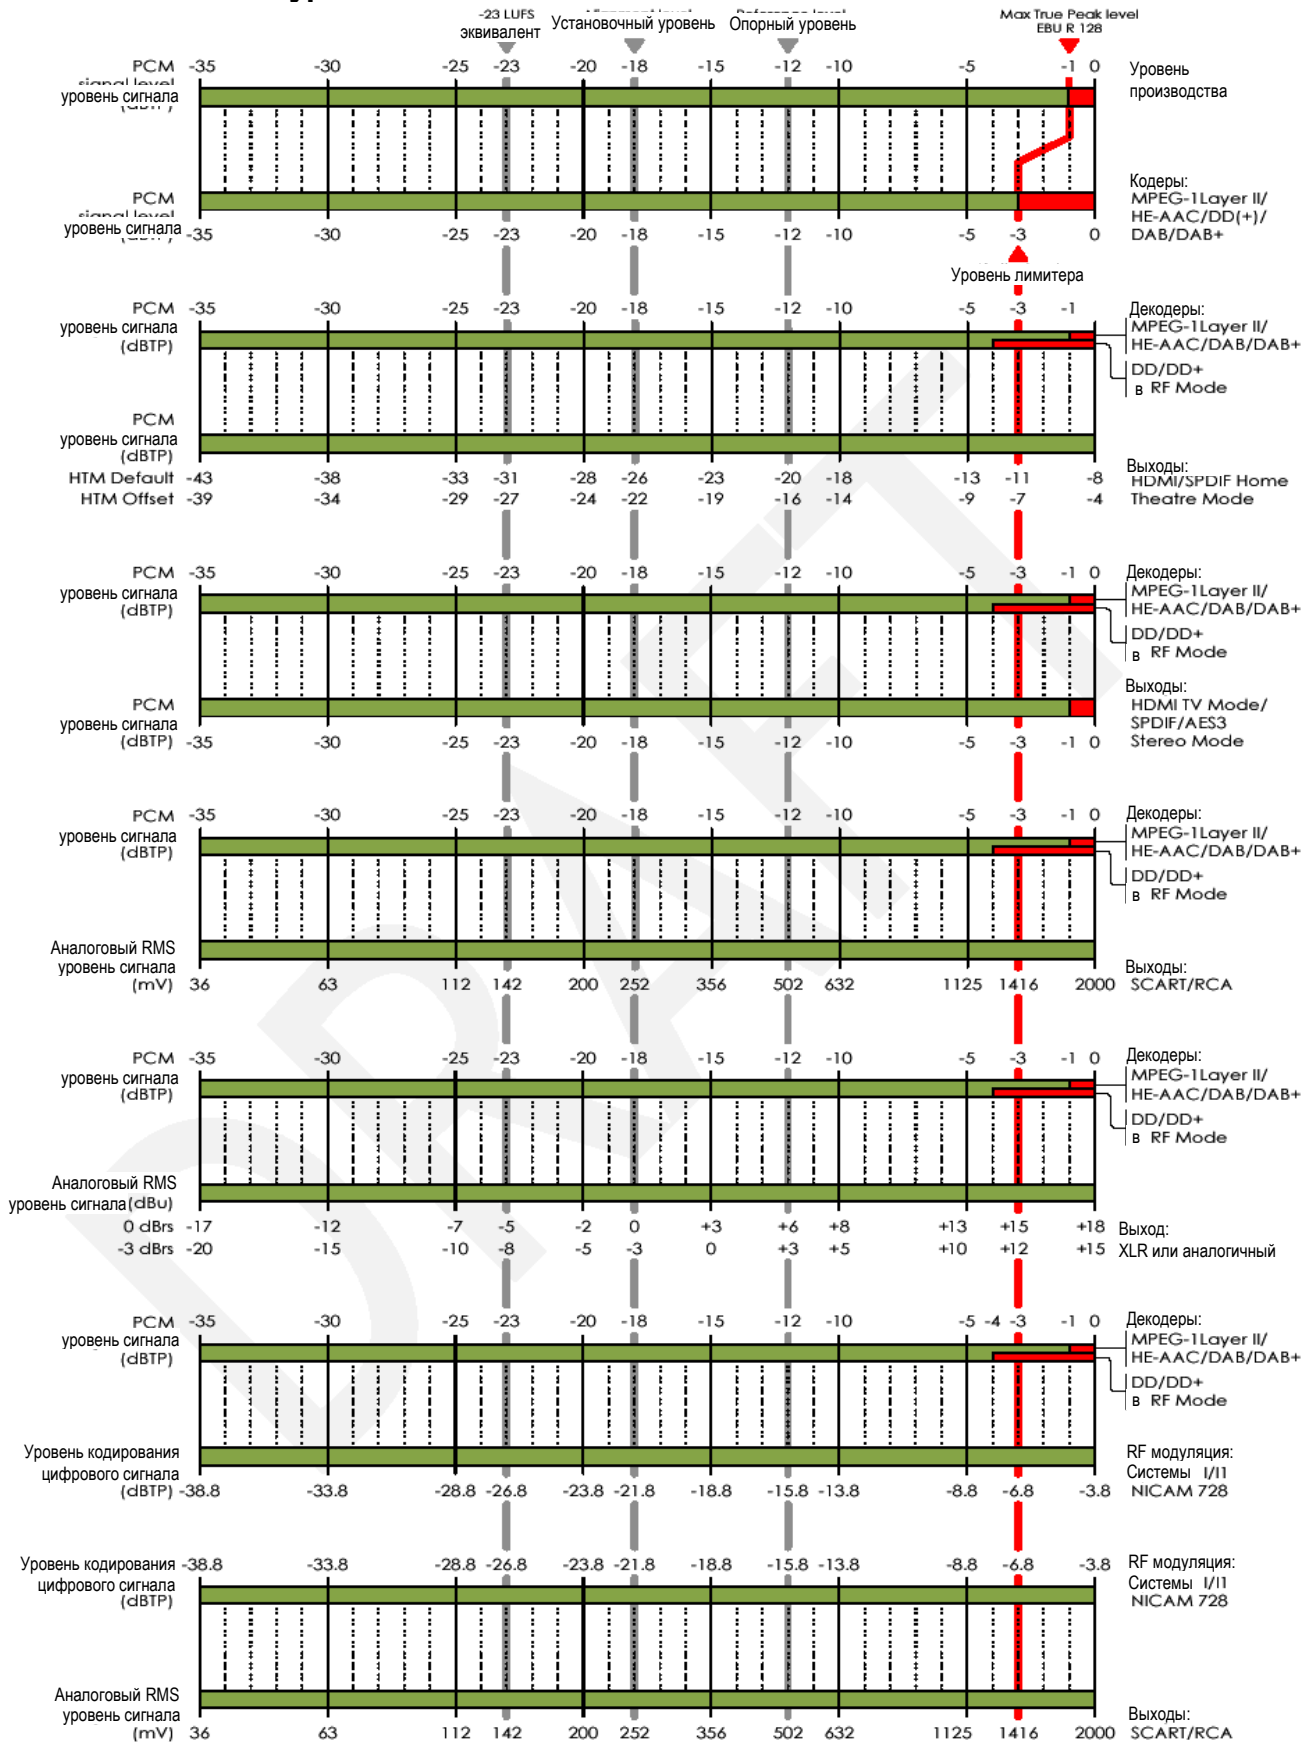 -23 LUFS
эквивалент
Установочный уровень
Опорный уровень
Max True Peak level
EBU R 128
PCM -35 -30 -25 -23 -20 -18 -15 -12 -10 -5 -1 0
signal level
уровень сигнала
Уровень
производства
PCM
signal level
уровень сигнала -35 -30 -25 -23 -20 -18 -15 -12 -10 -5 -3 0
Кодеры:
MPEG-1Layer II/
HE-AAC/DD(+)/
DAB/DAB+
Уровень лимитера
PCM -35 -30 -25 -23 -20 -18 -15 -12 -10 -5 -3 -1 0
уровень сигнала
(dBTP)
Декодеры:
MPEG-1Layer II/
HE-AAC/DAB/DAB+
DD/DD+
в RF Mode
PCM
уровень сигнала
(dBTP)
HTM Default -43 -38 -33 -31 -28 -26 -23 -20 -18 -13 -11 -8
HTM Offset -39 -34 -29 -27 -24 -22 -19 -16 -14 -9 -7 -4
Выходы:
HDMI/SPDIF Home
Theatre Mode
PCM -35 -30 -25 -23 -20 -18 -15 -12 -10 -5 -3 -1 0
уровень сигнала
(dBTP)
Декодеры:
MPEG-1Layer II/
HE-AAC/DAB/DAB+
DD/DD+
в RF Mode
PCM
уровень сигнала
(dBTP) -35 -30 -25 -23 -20 -18 -15 -12 -10 -5 -3 -1 0
Выходы:
HDMI TV Mode/
SPDIF/AES3
Stereo Mode
PCM -35 -30 -25 -23 -20 -18 -15 -12 -10 -5 -3 -1 0
уровень сигнала
(dBTP)
Декодеры:
MPEG-1Layer II/
HE-AAC/DAB/DAB+
DD/DD+
в RF Mode
Аналоговый RMS
уровень сигнала
(mV) 36 63 112 142 200 252 356 502 632 1125 1416 2000
Выходы:
SCART/RCA
PCM -35 -30 -25 -23 -20 -18 -15 -12 -10 -5 -3 -1 0
уровень сигнала
(dBTP)
Декодеры:
MPEG-1Layer II/
HE-AAC/DAB/DAB+
DD/DD+
в RF Mode
Аналоговый RMS
уровень сигнала(dBu)
0 dBrs -17 -12 -7 -5 -2 0 +3 +6 +8 +13 +15 +18
-3 dBrs -20 -15 -10 -8 -5 -3 0 +3 +5 +10 +12 +15
Выход:
XLR или аналогичный
PCM -35 -30 -25 -23 -20 -18 -15 -12 -10 -5 -4 -3 -1 0
уровень сигнала
(dBTP)
Декодеры:
MPEG-1Layer II/
HE-AAC/DAB/DAB+
DD/DD+
в RF Mode
Уровень кодирования
цифрового сигнала
(dBTP) -38.8 -33.8 -28.8 -26.8 -23.8 -21.8 -18.8 -15.8 -13.8 -8.8 -6.8 -3.8
RF модуляция:
Системы I/I1
NICAM 728
Уровень кодирования -38.8 -33.8 -28.8 -26.8 -23.8 -21.8 -18.8 -15.8 -13.8 -8.8 -6.8 -3.8
цифрового сигнала
(dBTP)
RF модуляция:
Системы I/I1
NICAM 728
Аналоговый RMS
уровень сигнала
(mV) 36 63 112 142 200 252 356 502 632 1125 1416 2000
Выходы:
SCART/RCA
DRAFT